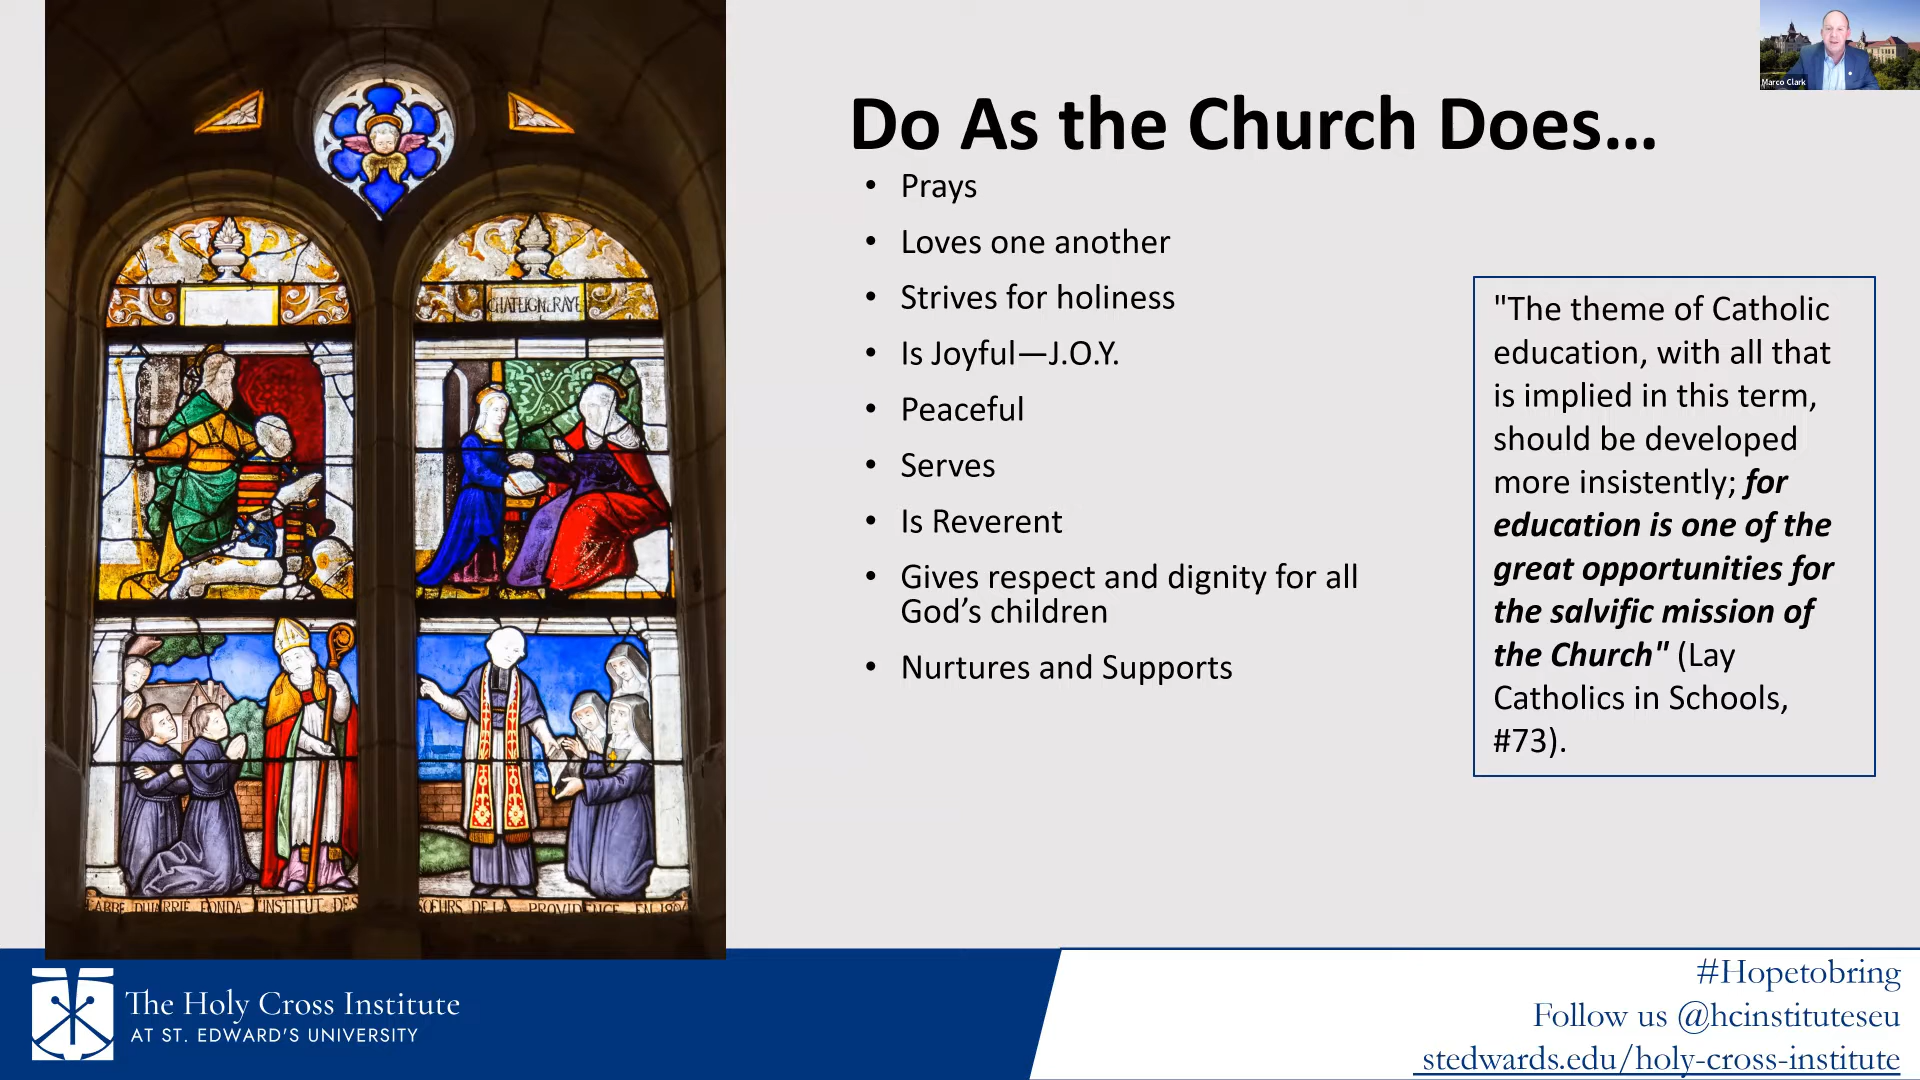 Marco Clark
Do As the Church Does...
• Prays
• Loves one another
• Strives for holiness
• Is Joyful—J.O.Y.
• Peaceful
• Serves
• Is Reverent
• Gives respect and dignity for all
God’s children
• Nurtures and Supports
"The theme of Catholic
education, with all that
is implied in this term,
should be developed
more insistently; for
education is one of the
great opportunities for
the salvific mission of
the Church" (Lay
Catholics in Schools,
#73).
CHATEIGNERAYE
ABBE DUJARRIE FONDA L'INSTITUT DES SŒURS DE LA PROVIDENCE EN
The Holy Cross Institute
AT ST. EDWARD’S UNIVERSITY
#Hopetobring
Follow us @hcinstituteseu
stedwards.edu/holy-cross-institute